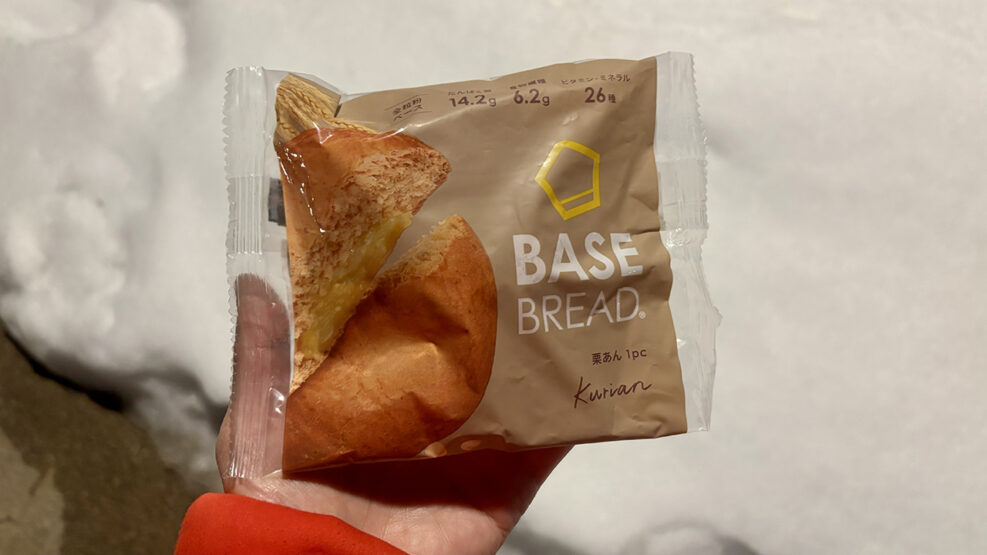 全粒粉
ベース
たんぱく質 食物繊維 ビタミン・ミネラル
14.2g 6.2g 26種
BASE
BREAD®
栗あん 1pc
Kurian